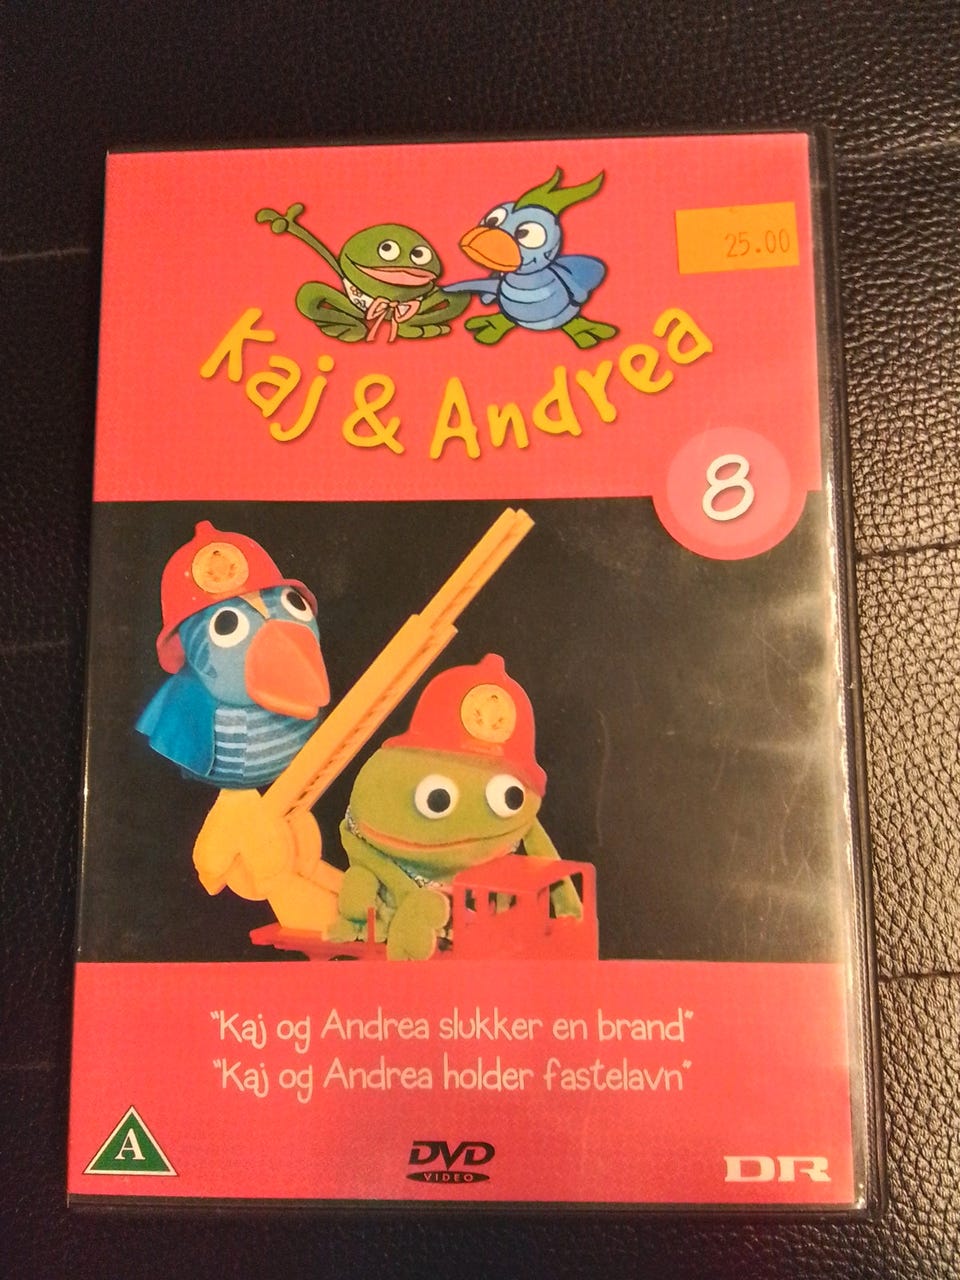 25.00
Kaj & Andrea
8
"Kaj og Andrea slukker en brand"
"Kaj og Andrea holder fastelavn"
A
DVD
VIDEO
DR